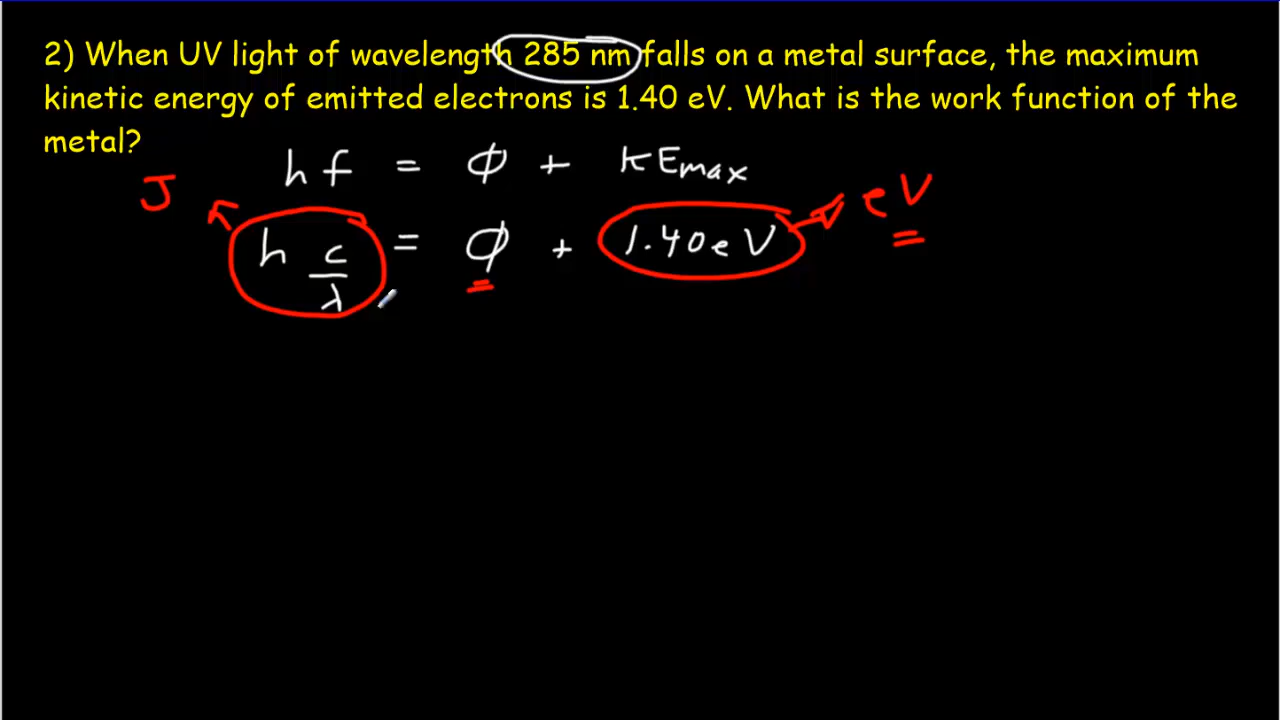 2) When UV light of wavelength 285 nm falls on a metal surface, the maximum
kinetic energy of emitted electrons is 1.40 eV. What is the work function of the
metal?
hf = Φ + KEmax
J
h c/λ = Φ + 1.40eV
eV